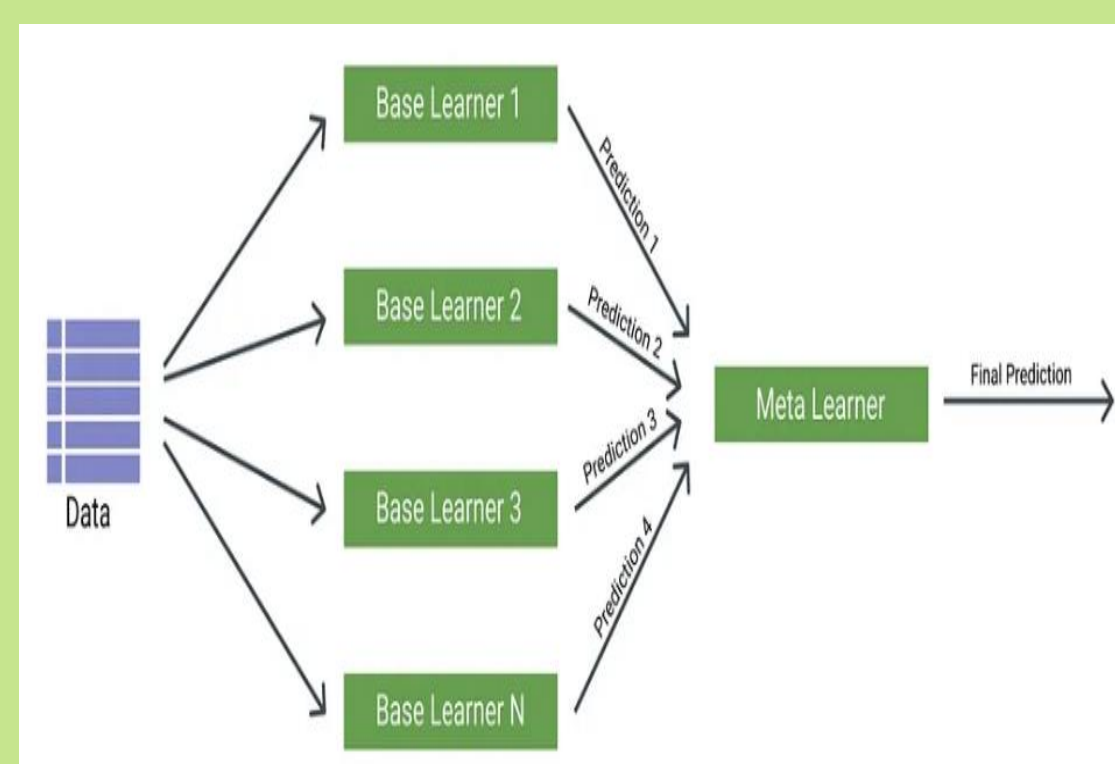 Base Learner 1
Prediction 1
Base Learner 2
Prediction 2
Data
Meta Learner
Final Prediction
Base Learner 3
Prediction 3
Base Learner N
Prediction 4